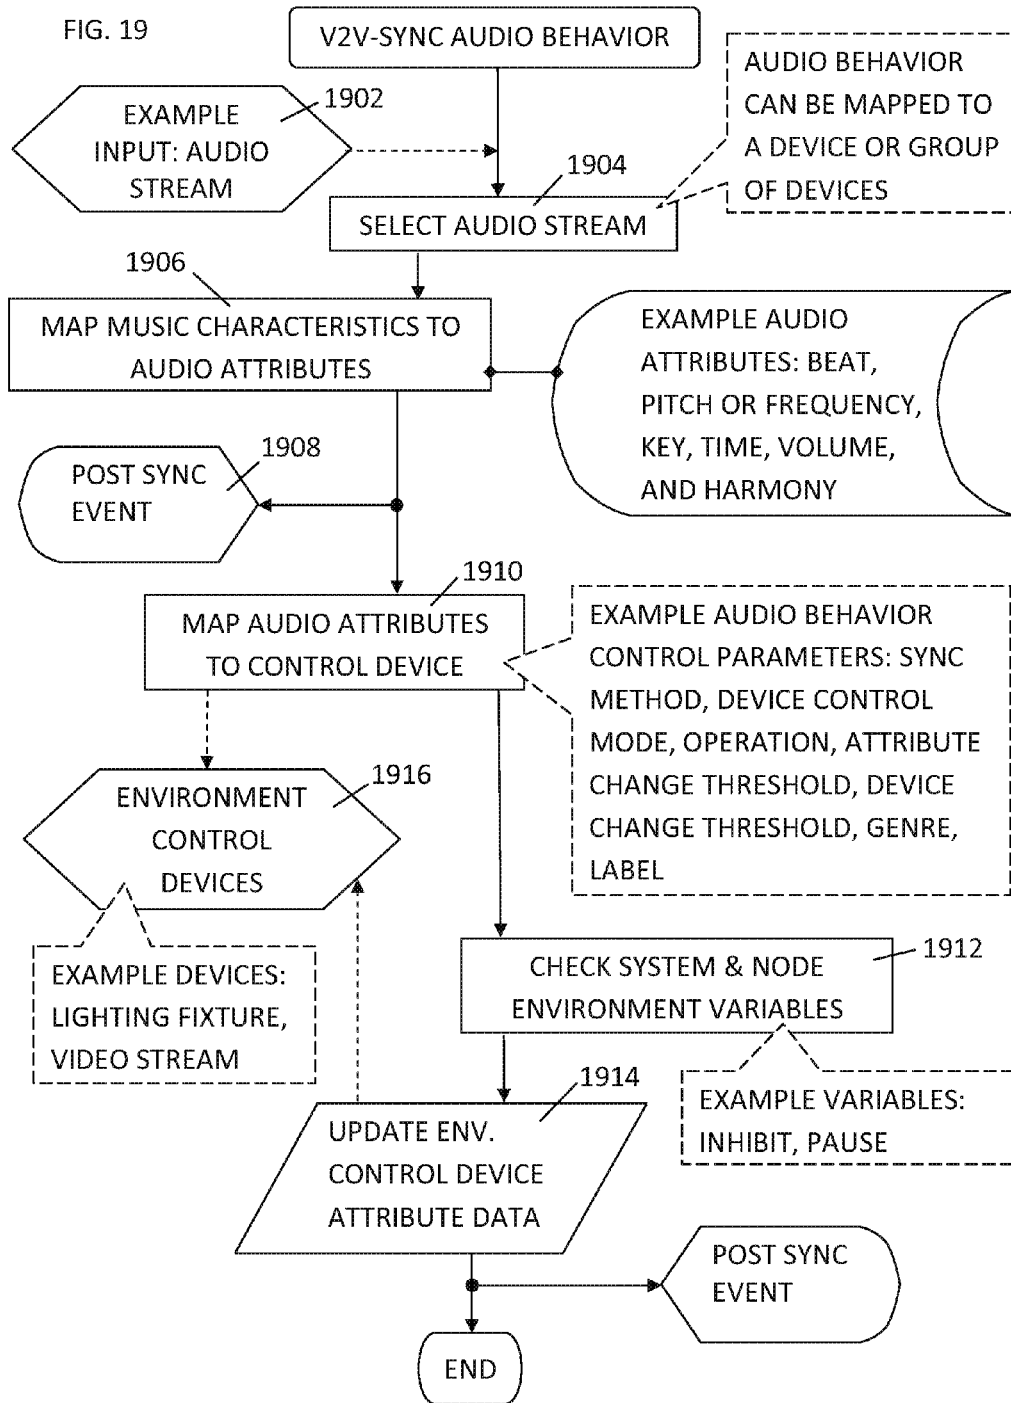 FIG. 19
V2V-SYNC AUDIO BEHAVIOR
1902
EXAMPLE
INPUT: AUDIO
STREAM
AUDIO BEHAVIOR
CAN BE MAPPED TO
A DEVICE OR GROUP
OF DEVICES
1904
SELECT AUDIO STREAM
1906
MAP MUSIC CHARACTERISTICS TO
AUDIO ATTRIBUTES
EXAMPLE AUDIO
ATTRIBUTES: BEAT,
PITCH OR FREQUENCY,
KEY, TIME, VOLUME,
AND HARMONY
1908
POST SYNC
EVENT
1910
MAP AUDIO ATTRIBUTES
TO CONTROL DEVICE
EXAMPLE AUDIO BEHAVIOR
CONTROL PARAMETERS: SYNC
METHOD, DEVICE CONTROL
MODE, OPERATION, ATTRIBUTE
CHANGE THRESHOLD, DEVICE
CHANGE THRESHOLD, GENRE,
LABEL
1916
ENVIRONMENT
CONTROL
DEVICES
EXAMPLE DEVICES:
LIGHTING FIXTURE,
VIDEO STREAM
1912
CHECK SYSTEM & NODE
ENVIRONMENT VARIABLES
EXAMPLE VARIABLES:
INHIBIT, PAUSE
1914
UPDATE ENV.
CONTROL DEVICE
ATTRIBUTE DATA
POST SYNC
EVENT
END